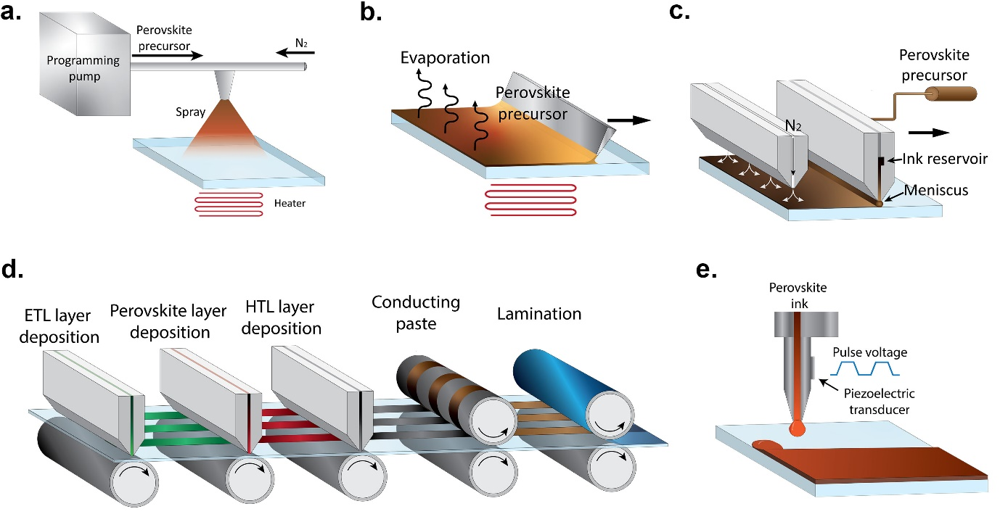 a.
Programming
pump
Perovskite
precursor
N2
Spray
Heater
b.
Evaporation
Perovskite
precursor
c.
Perovskite
precursor
N2
Ink reservoir
Meniscus
d.
ETL layer
deposition
Perovskite layer
deposition
HTL layer
deposition
Conducting
paste
Lamination
e.
Perovskite
ink
Pulse voltage
Piezoelectric
transducer